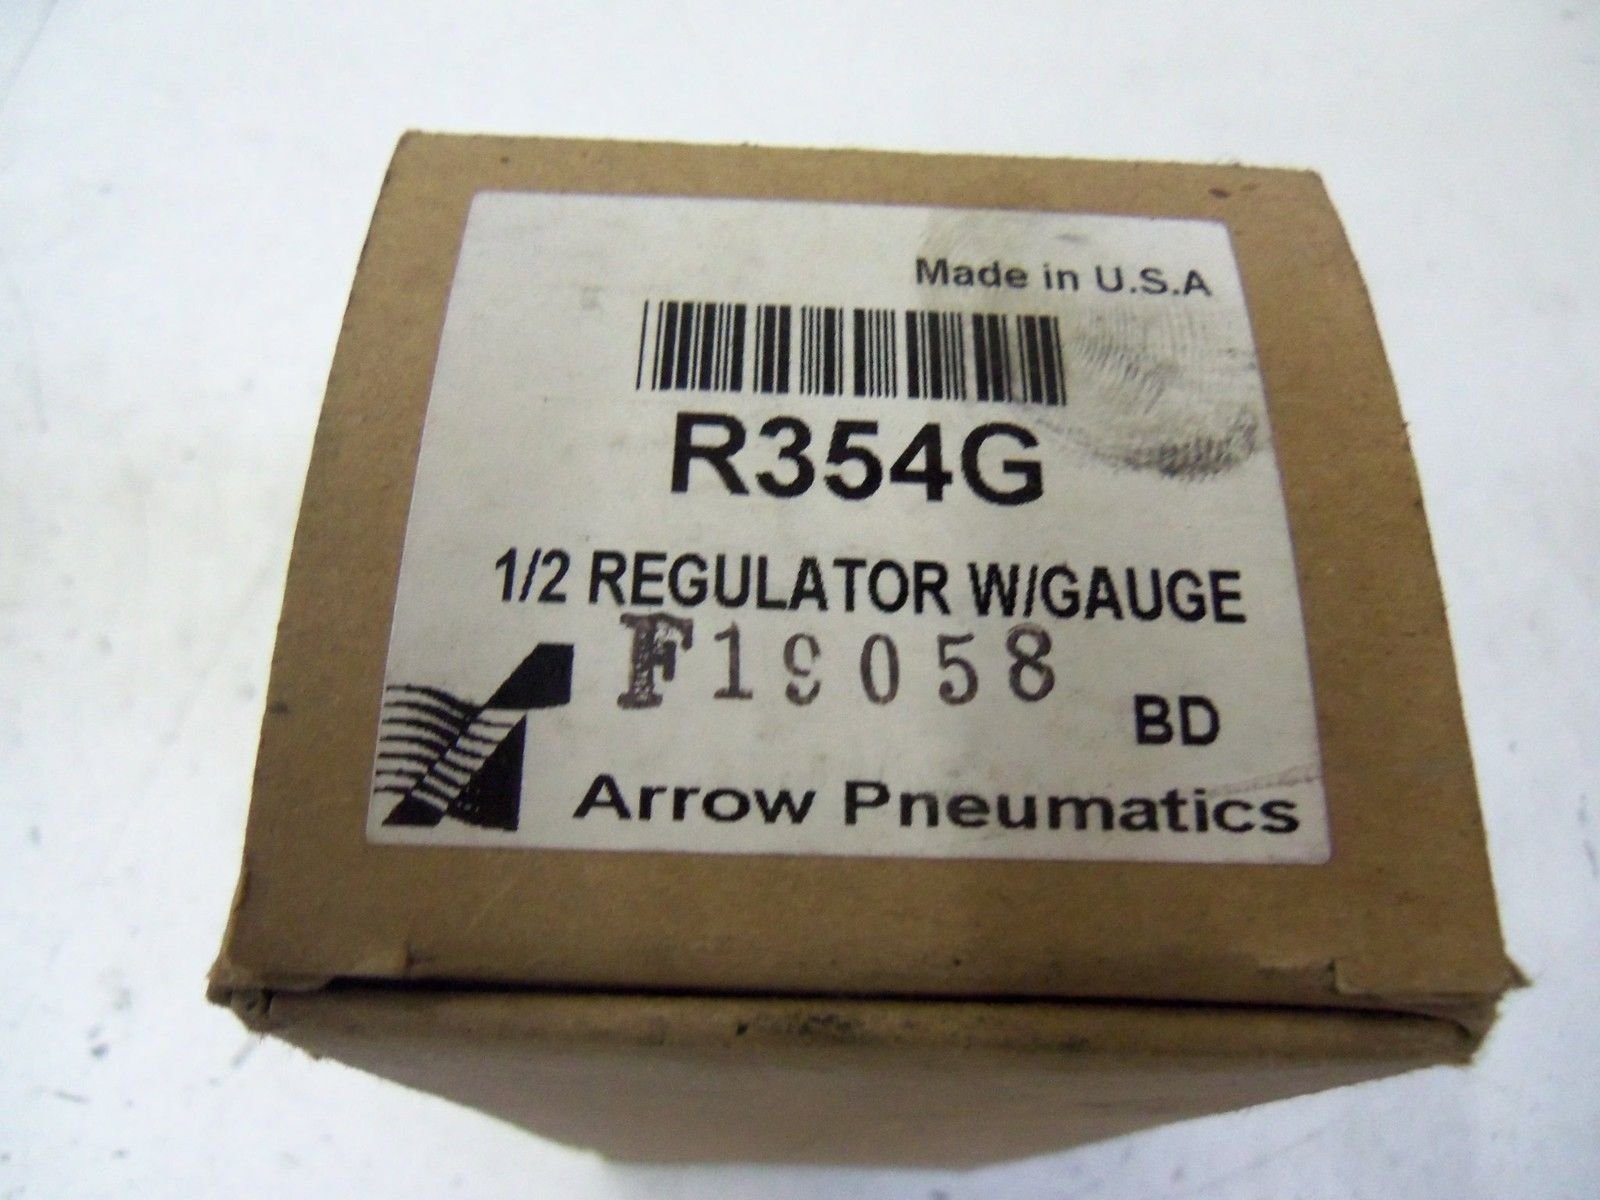 Made in U.S.A
R354G
1/2 REGULATOR W/GAUGE
F19058
BD
Arrow Pneumatics